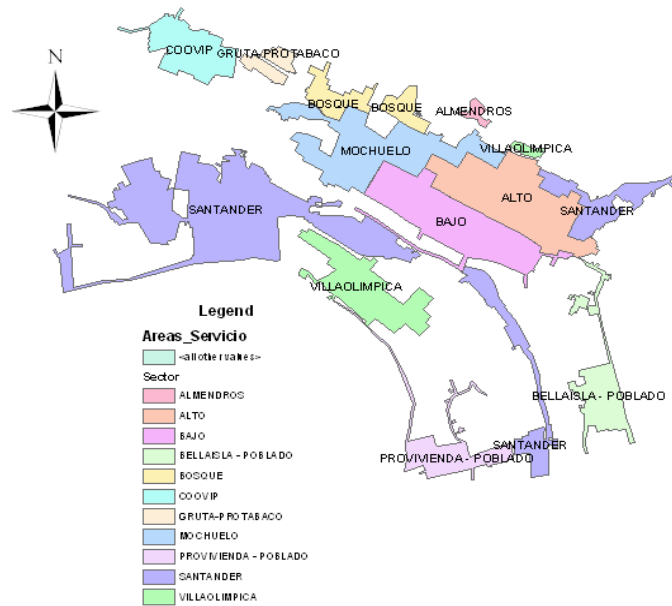 COOVIP
GRUTA-PROTABACO
N
BOSQUE
BOSQUE
ALMENDROS
MOCHUELO
VILLAOLIMPICA
SANTANDER
ALTO
SANTANDER
BAJO
VILLAOLIMPICA
Legend
Areas_Servicio
<all other values>
Sector
ALMENDROS
ALTO
BAJO
BELLAISLA - POBLADO
BOSQUE
COOVIP
GRUTA-PROTABACO
MOCHUELO
PROVIVIENDA - POBLADO
SANTANDER
VILLAOLIMPICA
BELLAISLA - POBLADO
SANTANDER
PROVIVIENDA - POBLADO